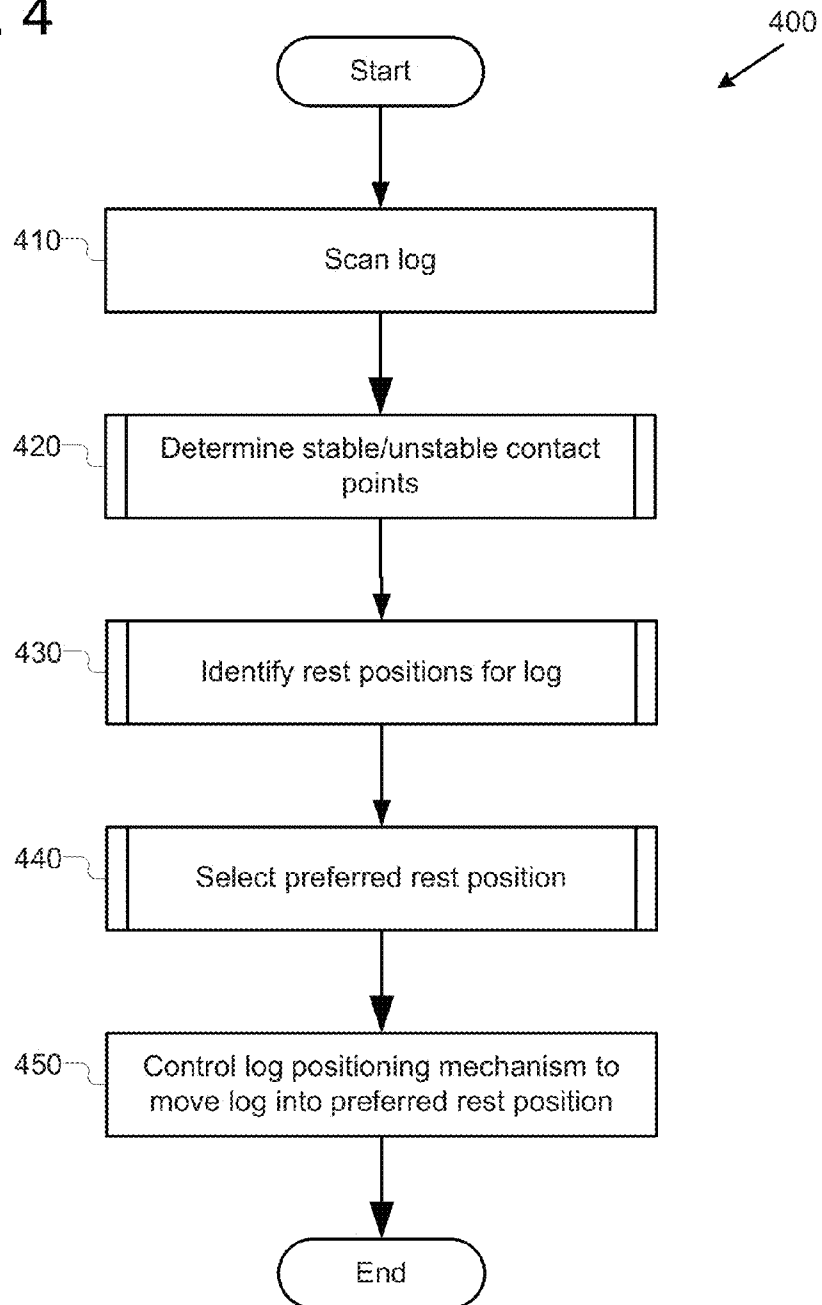 . 4
400
Start
410
Scan log
420
Determine stable/unstable contact
points
430
Identify rest positions for log
440
Select preferred rest position
450
Control log positioning mechanism to
move log into preferred rest position
End